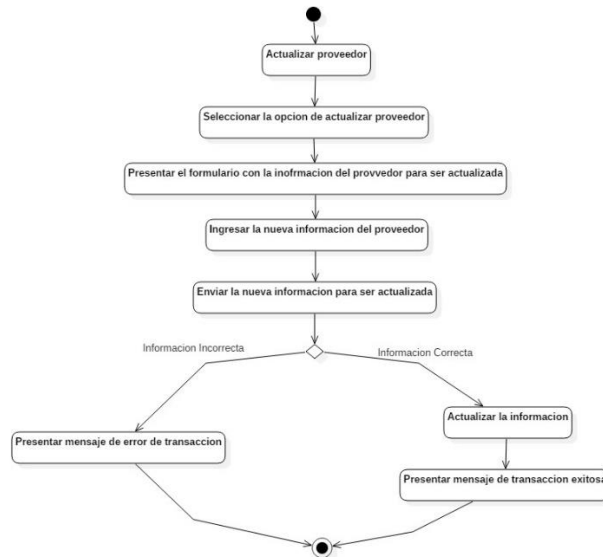 Actualizar proveedor
Seleccionar la opcion de actualizar proveedor
Presentar el formulario con la inofrmacion del provvedor para ser actualizada
Ingresar la nueva informacion del proveedor
Enviar la nueva informacion para ser actualizada
Informacion Incorrecta
Informacion Correcta
Actualizar la informacion
Presentar mensaje de error de transaccion
Presentar mensaje de transaccion exitosa